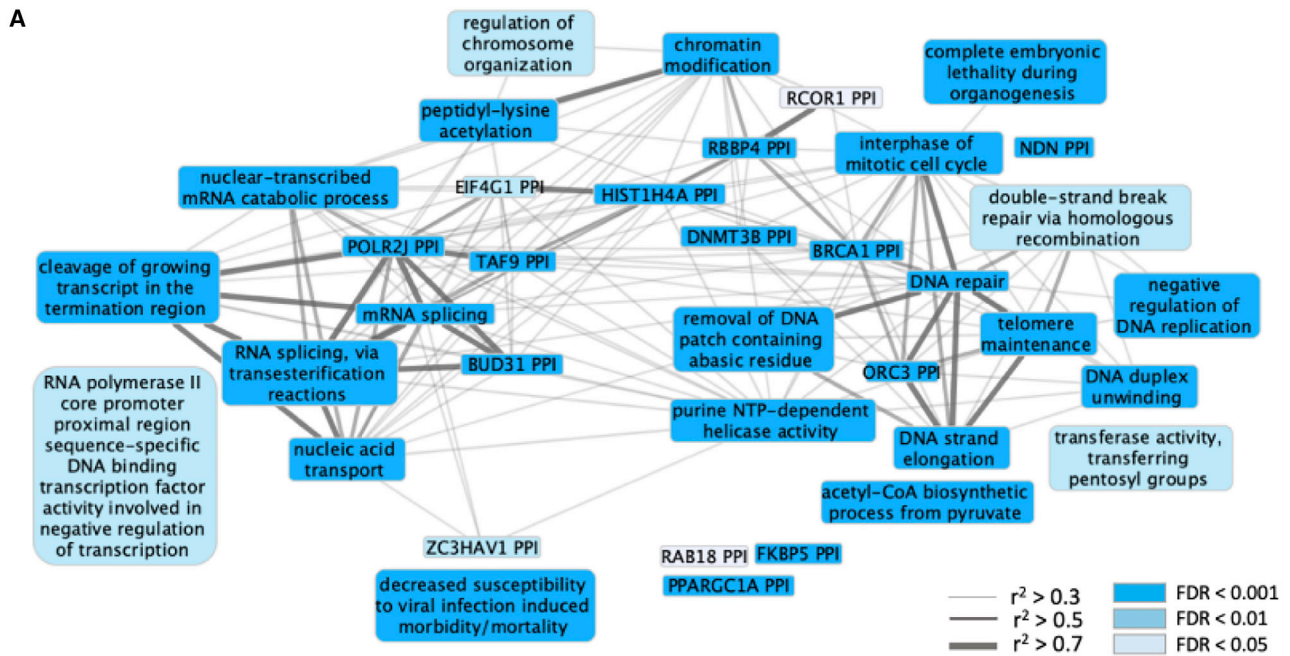 A
regulation of
chromosome
organization
chromatin
modification
complete embryonic
lethality during
organogenesis
RCOR1 PPI
peptidyl-lysine
acetylation
RBBP4 PPI
interphase of
mitotic cell cycle
NDN PPI
nuclear-transcribed
mRNA catabolic process
EIF4G1 PPI
HIST1H4A PPI
double-strand break
repair via homologous
recombination
DNMT3B PPI
BRCA1 PPI
POLR2J PPI
TAF9 PPI
cleavage of growing
transcript in the
termination region
DNA repair
negative
regulation of
DNA replication
mRNA splicing
removal of DNA
patch containing
abasic residue
telomere
maintenance
RNA splicing, via
transesterification
reactions
BUD31 PPI
ORC3 PPI
DNA duplex
unwinding
RNA polymerase II
core promoter
proximal region
sequence-specific
DNA binding
transcription factor
activity involved in
negative regulation
of transcription
purine NTP-dependent
helicase activity
nucleic acid
transport
DNA strand
elongation
transferase activity,
transferring
pentosyl groups
acetyl-CoA biosynthetic
process from pyruvate
ZC3HAV1 PPI
RAB18 PPI
FKBP5 PPI
PPARGC1A PPI
decreased susceptibility
to viral infection induced
morbidity/mortality
r² > 0.3
r² > 0.5
r² > 0.7
FDR < 0.001
FDR < 0.01
FDR < 0.05